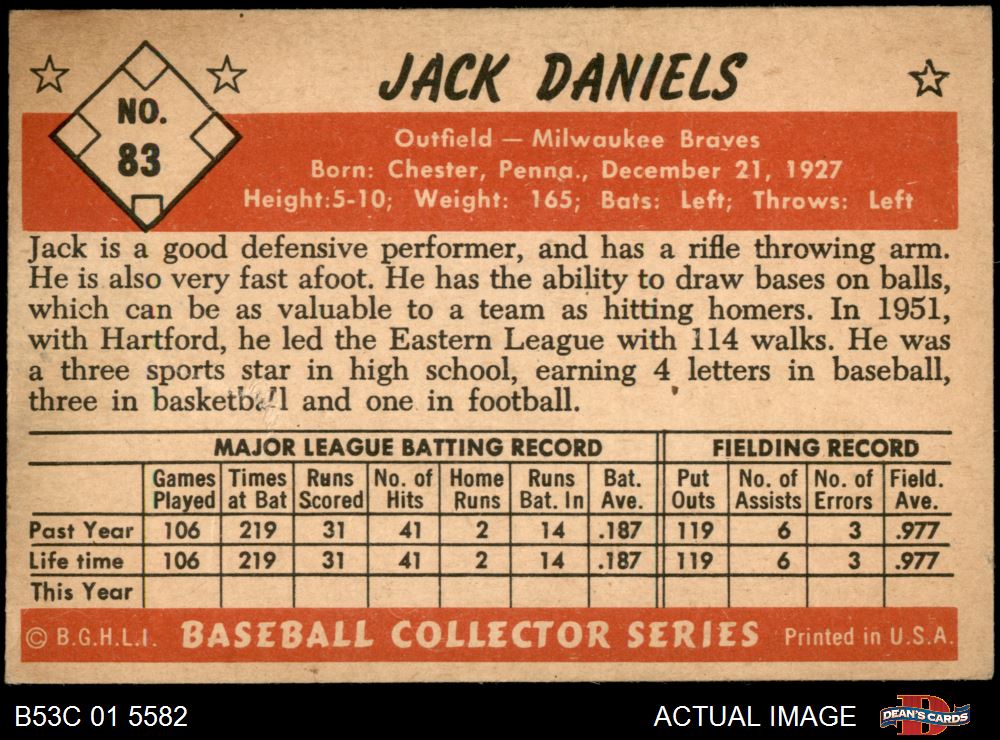 NO.
83
JACK DANIELS
Outfield — Milwaukee Braves
Born: Chester, Penna., December 21, 1927
Height:5-10; Weight: 165; Bats: Left; Throws: Left
Jack is a good defensive performer, and has a rifle throwing arm.
He is also very fast afoot. He has the ability to draw bases on balls,
which can be as valuable to a team as hitting homers. In 1951,
with Hartford, he led the Eastern League with 114 walks. He was
a three sports star in high school, earning 4 letters in baseball,
three in basketball and one in football.
MAJOR LEAGUE BATTING RECORD FIELDING RECORD
Games Times Runs No. of Home Runs Bat. Put No. of No. of Field.
Played at Bat Scored Hits Runs Bat. In Ave. Outs Assists Errors Ave.
Past Year 106 219 31 41 2 14 .187 119 6 3 .977
Life time 106 219 31 41 2 14 .187 119 6 3 .977
This Year
© B.G.H.L.I. BASEBALL COLLECTOR SERIES Printed in U.S.A.
B53C 01 5582 ACTUAL IMAGE DEAN'S CARDS